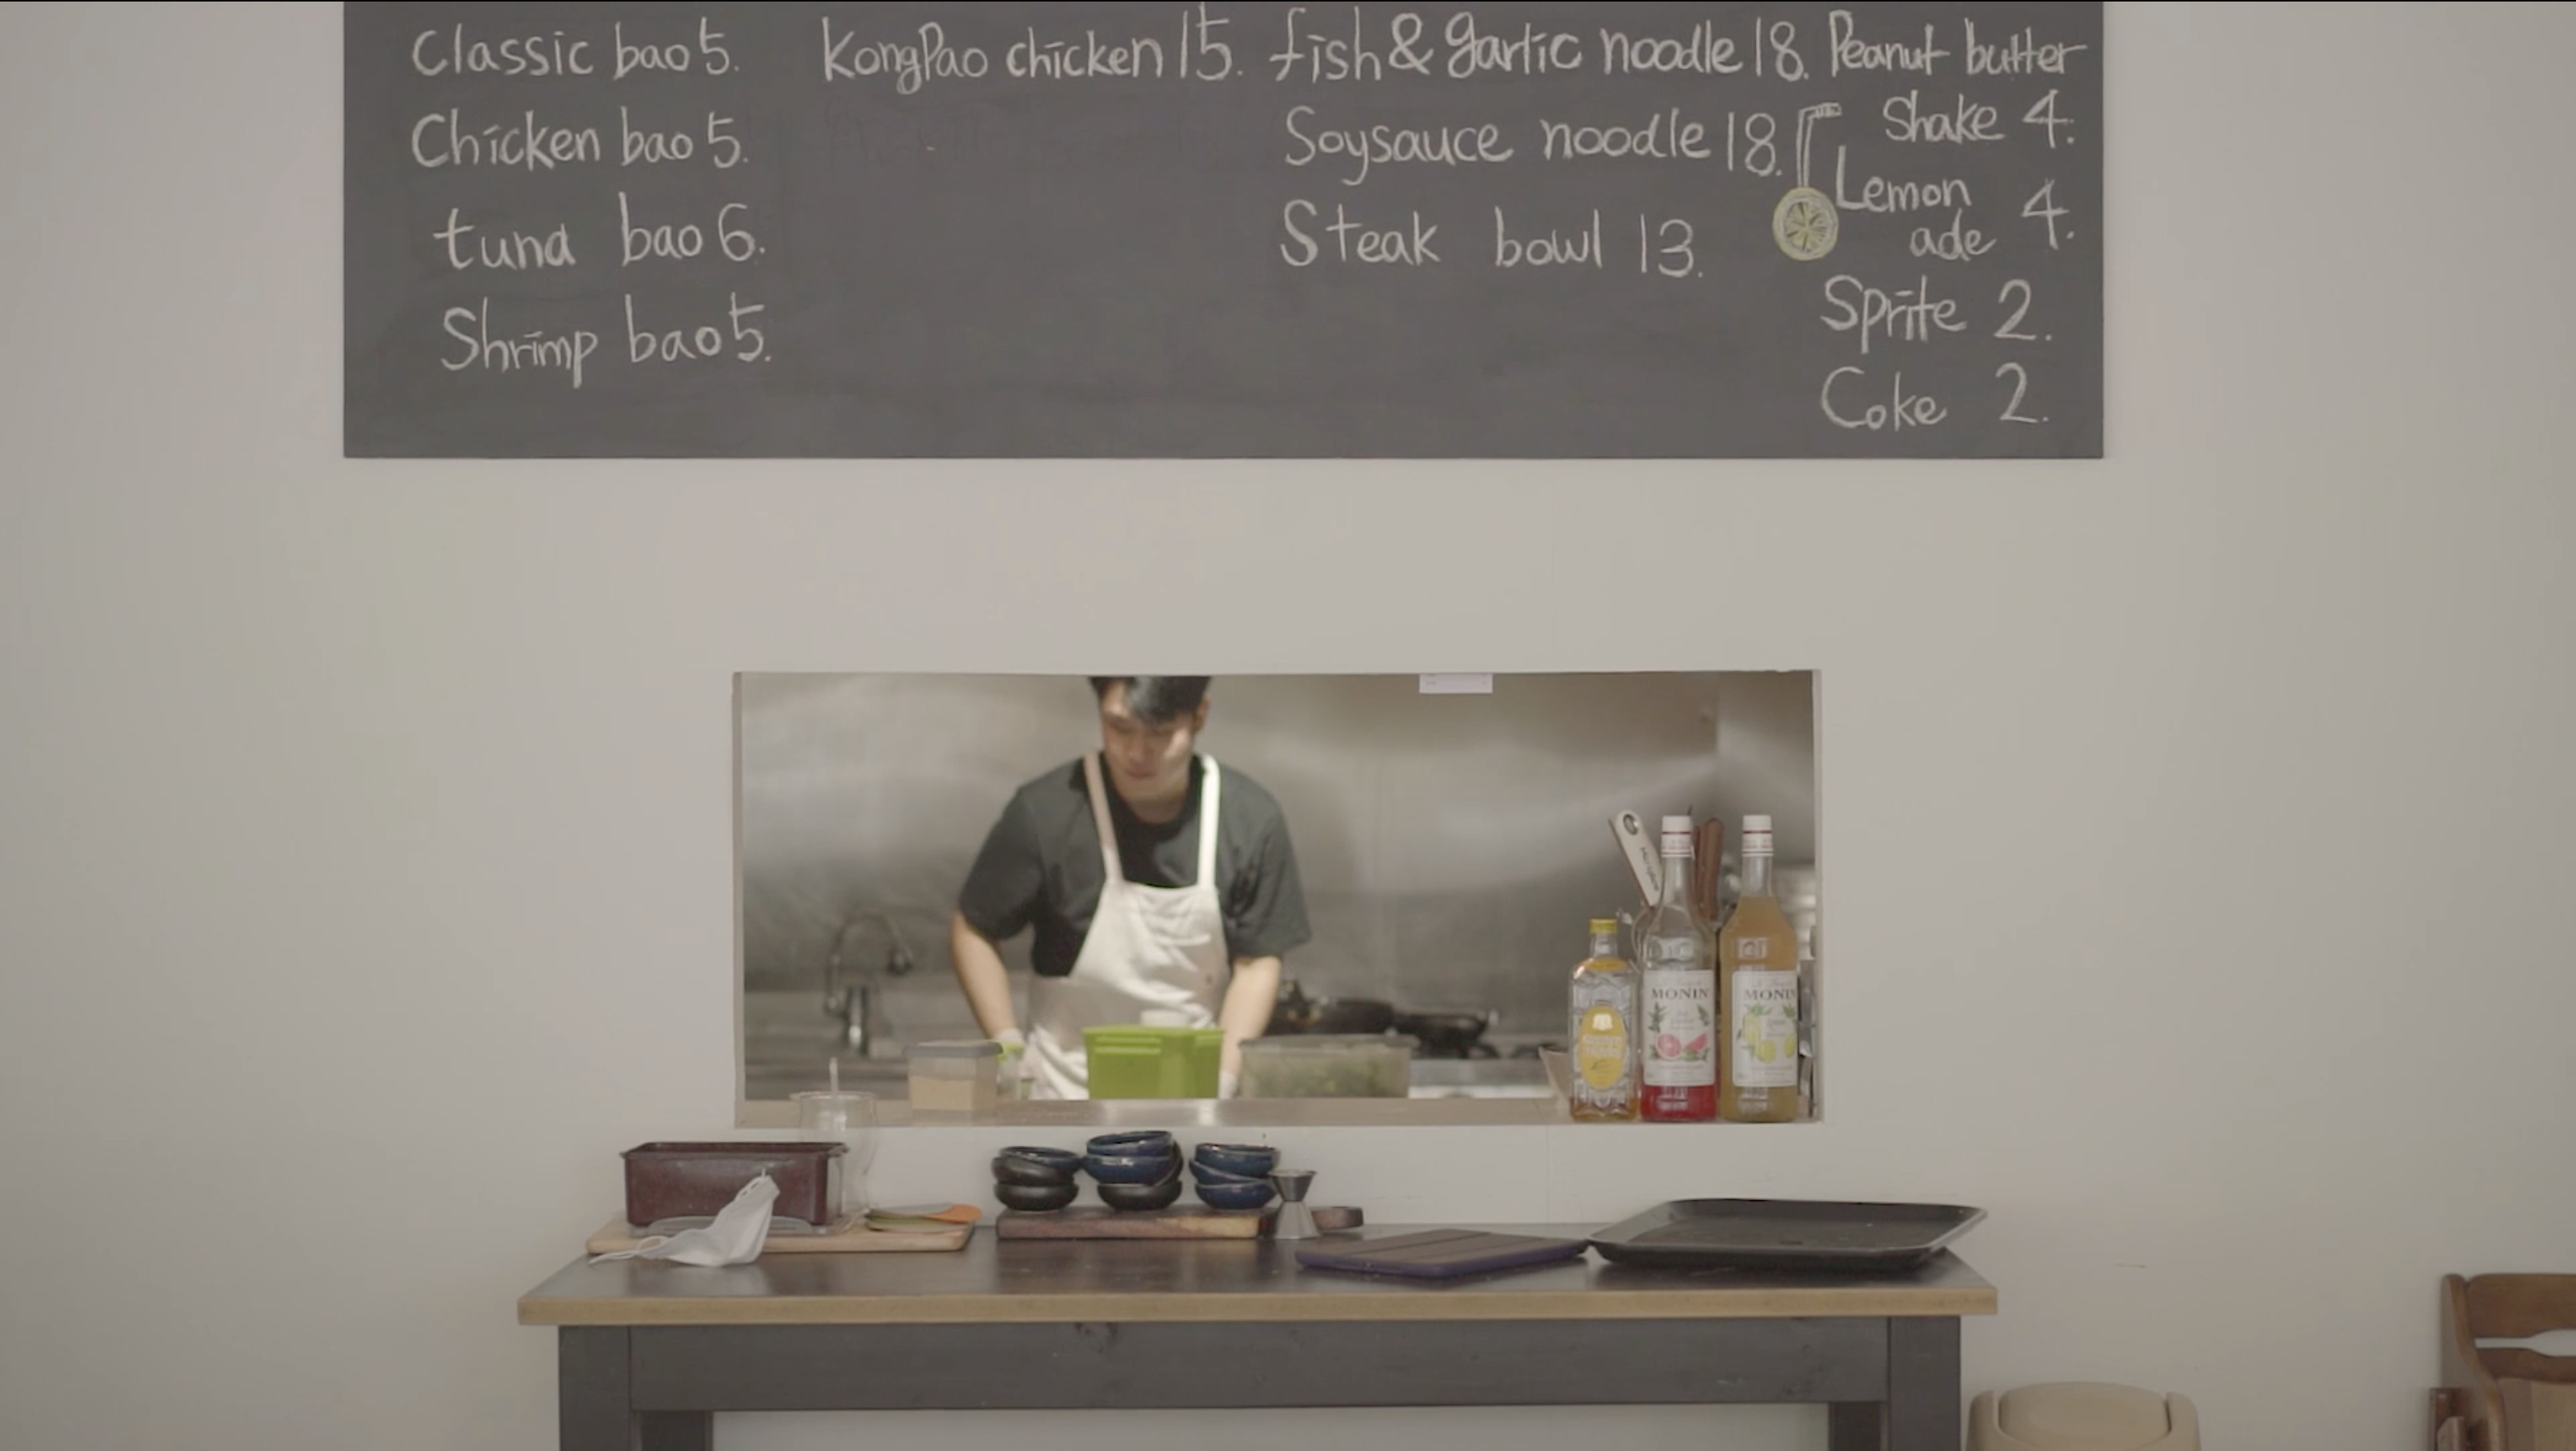 Classic bao 5.
Chicken bao 5.
tuna bao 6.
Shrimp bao 5.
KongPao chicken 15.
fish & garlic noodle 18.
Soysauce noodle 18.
Steak bowl 13.
Peanut butter
Shake 4.
Lemon
ade 4.
Sprite 2.
Coke 2.
MONIN
MONIN